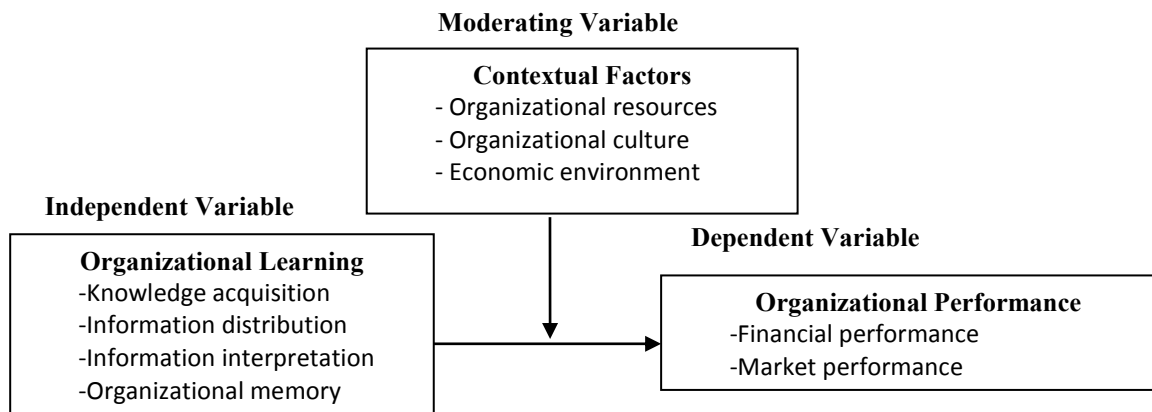 Moderating Variable
Contextual Factors
- Organizational resources
- Organizational culture
- Economic environment
Independent Variable
Organizational Learning
-Knowledge acquisition
-Information distribution
-Information interpretation
-Organizational memory
Dependent Variable
Organizational Performance
-Financial performance
-Market performance